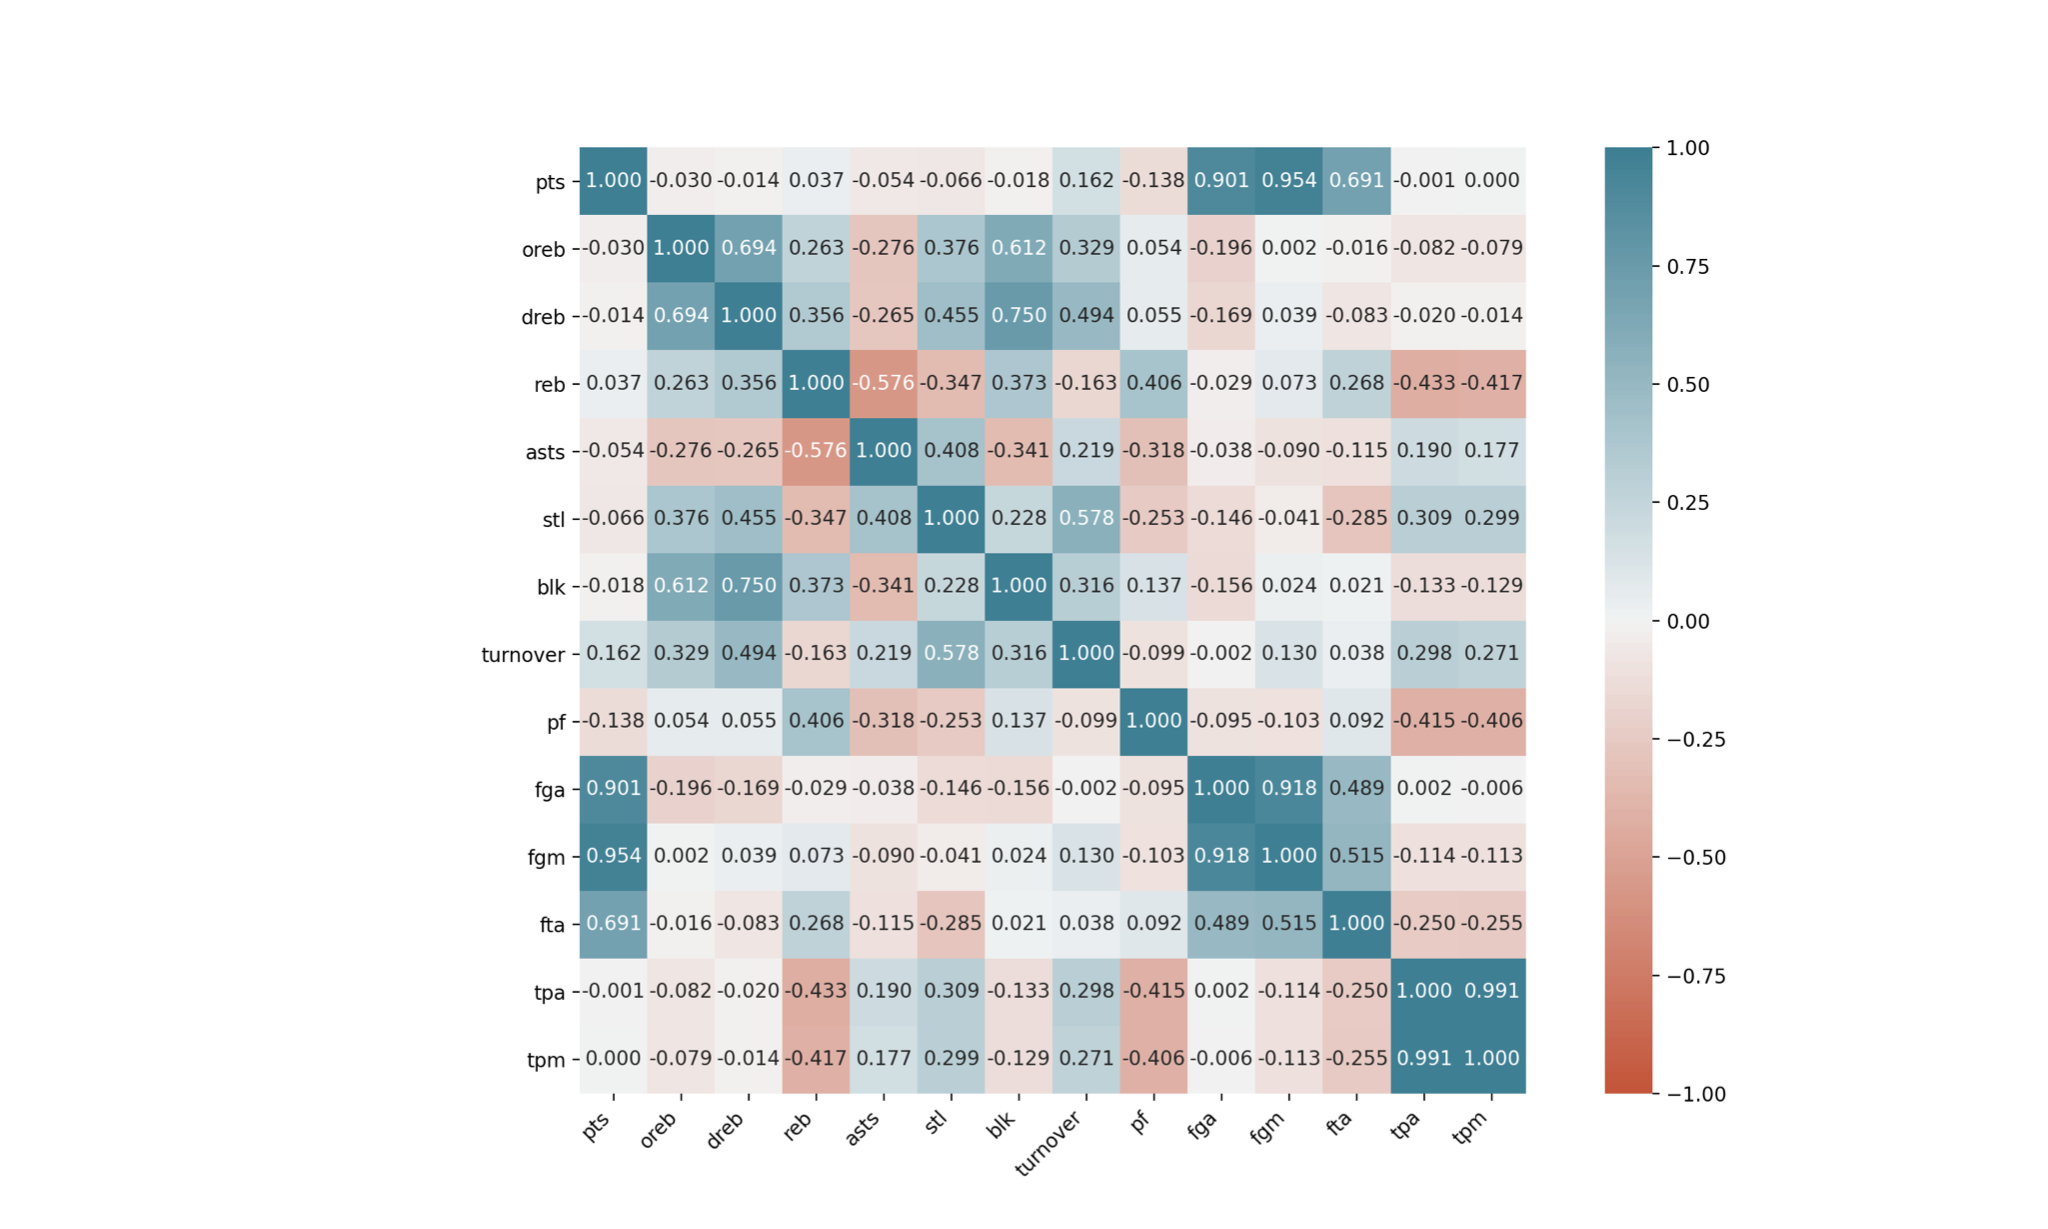 pts 1.000 -0.030 -0.014 0.037 -0.054 -0.066 -0.018 0.162 -0.138 0.901 0.954 0.691 -0.001 0.000
oreb -0.030 1.000 0.694 0.263 -0.276 0.376 0.612 0.329 0.054 -0.196 0.002 -0.016 -0.082 -0.079
dreb -0.014 0.694 1.000 0.356 -0.265 0.455 0.750 0.494 0.055 -0.169 0.039 -0.083 -0.020 -0.014
reb 0.037 0.263 0.356 1.000 -0.576 -0.347 0.373 -0.163 0.406 -0.029 0.073 0.268 -0.433 -0.417
asts -0.054 -0.276 -0.265 -0.576 1.000 0.408 -0.341 0.219 -0.318 -0.038 -0.090 -0.115 0.190 0.177
stl -0.066 0.376 0.455 -0.347 0.408 1.000 0.228 0.578 -0.253 -0.146 -0.041 -0.285 0.309 0.299
blk -0.018 0.612 0.750 0.373 -0.341 0.228 1.000 0.316 0.137 -0.156 0.024 0.021 -0.133 -0.129
turnover 0.162 0.329 0.494 -0.163 0.219 0.578 0.316 1.000 -0.099 -0.002 0.130 0.038 0.298 0.271
pf -0.138 0.054 0.055 0.406 -0.318 -0.253 0.137 -0.099 1.000 -0.095 -0.103 0.092 -0.415 -0.406
fga 0.901 -0.196 -0.169 -0.029 -0.038 -0.146 -0.156 -0.002 -0.095 1.000 0.918 0.489 0.002 -0.006
fgm 0.954 0.002 0.039 0.073 -0.090 -0.041 0.024 0.130 -0.103 0.918 1.000 0.515 -0.114 -0.113
fta 0.691 -0.016 -0.083 0.268 -0.115 -0.285 0.021 0.038 0.092 0.489 0.515 1.000 -0.250 -0.255
tpa -0.001 -0.082 -0.020 -0.433 0.190 0.309 -0.133 0.298 -0.415 0.002 -0.114 -0.250 1.000 0.991
tpm 0.000 -0.079 -0.014 -0.417 0.177 0.299 -0.129 0.271 -0.406 -0.006 -0.113 -0.255 0.991 1.000
pts oreb dreb reb asts stl blk turnover pf fga fgm fta tpa tpm
1.00
0.75
0.50
0.25
0.00
−0.25
−0.50
−0.75
−1.00